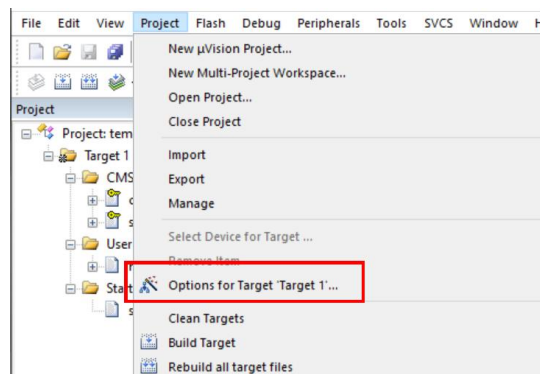 File Edit View Project Flash Debug Peripherals Tools SVCS Window
New µVision Project...
New Multi-Project Workspace...
Open Project...
Close Project
Project
Project: tem
Target 1
Import
CMS
Export
Manage
Select Device for Target ...
User
Remove Item
Options for Target 'Target 1'...
Start
Clean Targets
Build Target
Rebuild all target files